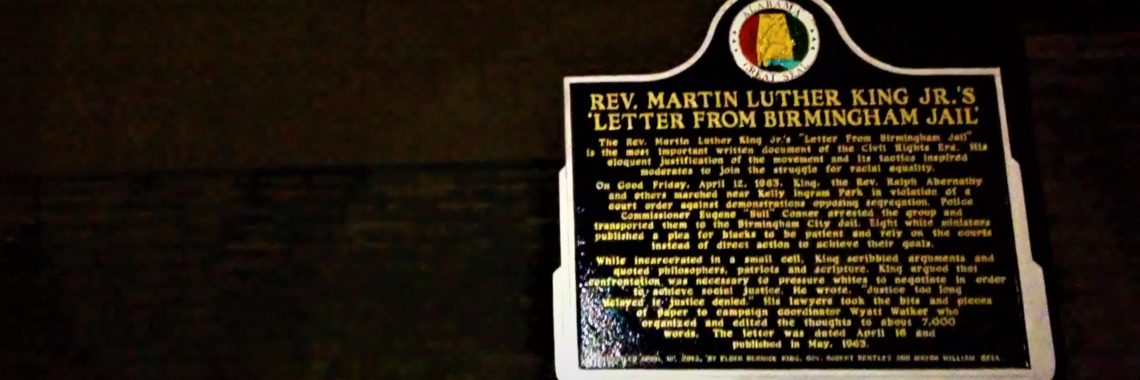 ALABAMA
GREAT SEAL
REV. MARTIN LUTHER KING JR.'S
'LETTER FROM BIRMINGHAM JAIL'
The Rev. Martin Luther King Jr.'s "Letter From Birmingham Jail"
is the most important written document of the Civil Rights Era. His
eloquent justification of the movement and its tactics inspired
moderates to join the struggle for racial equality.
On Good Friday, April 12, 1963, King, the Rev. Ralph Abernathy
and others marched near Kelly Ingram Park in violation of a
court order against demonstrations opposing segregation. Police
Commissioner Eugene "Bull" Conner arrested the group and
transported them to the Birmingham City Jail. Eight white ministers
published a plea for blacks to be patient and rely on the courts
instead of direct action to achieve their goals.
While incarcerated in a small cell, King scribbled arguments and
quoted philosophers, patriots and scripture. King argued that
confrontation was necessary to pressure whites to negotiate in order
to achieve social justice. He wrote, "Justice too long
delayed is justice denied." His lawyers took the bits and pieces
of paper to campaign coordinator Wyatt Walker who
organized and edited the thoughts to about 7,000
words. The letter was dated April 16 and
published in May, 1963.
APRIL 2013, BY ELDER BERNICE KING, GOV. ROBERT BENTLEY AND MAYOR WILLIAM BELL.